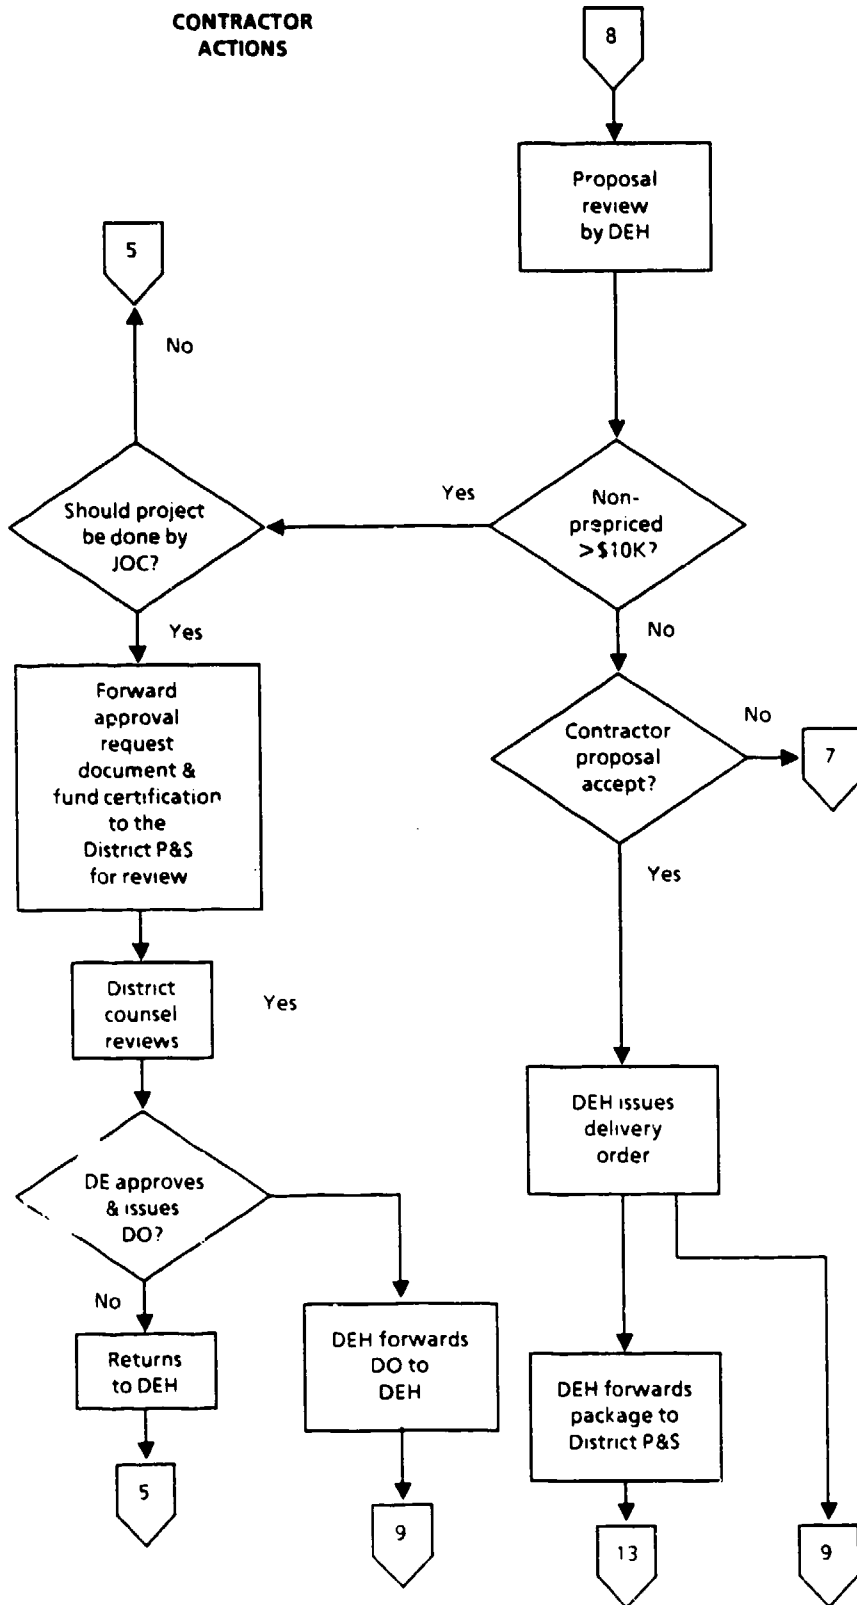 CONTRACTOR
ACTIONS
8
Proposal
review
by DEH
5
No
Should project
be done by
JOC?
Yes
Non-
prepriced
>$10K?
Yes
No
Forward
approval
request
document &
fund certification
to the
District P&S
for review
Contractor
proposal
accept?
No
7
Yes
District
counsel
reviews
Yes
DEH issues
delivery
order
DE approves
& issues
DO?
No
Returns
to DEH
5
DEH forwards
DO to
DEH
9
DEH forwards
package to
District P&S
13
9